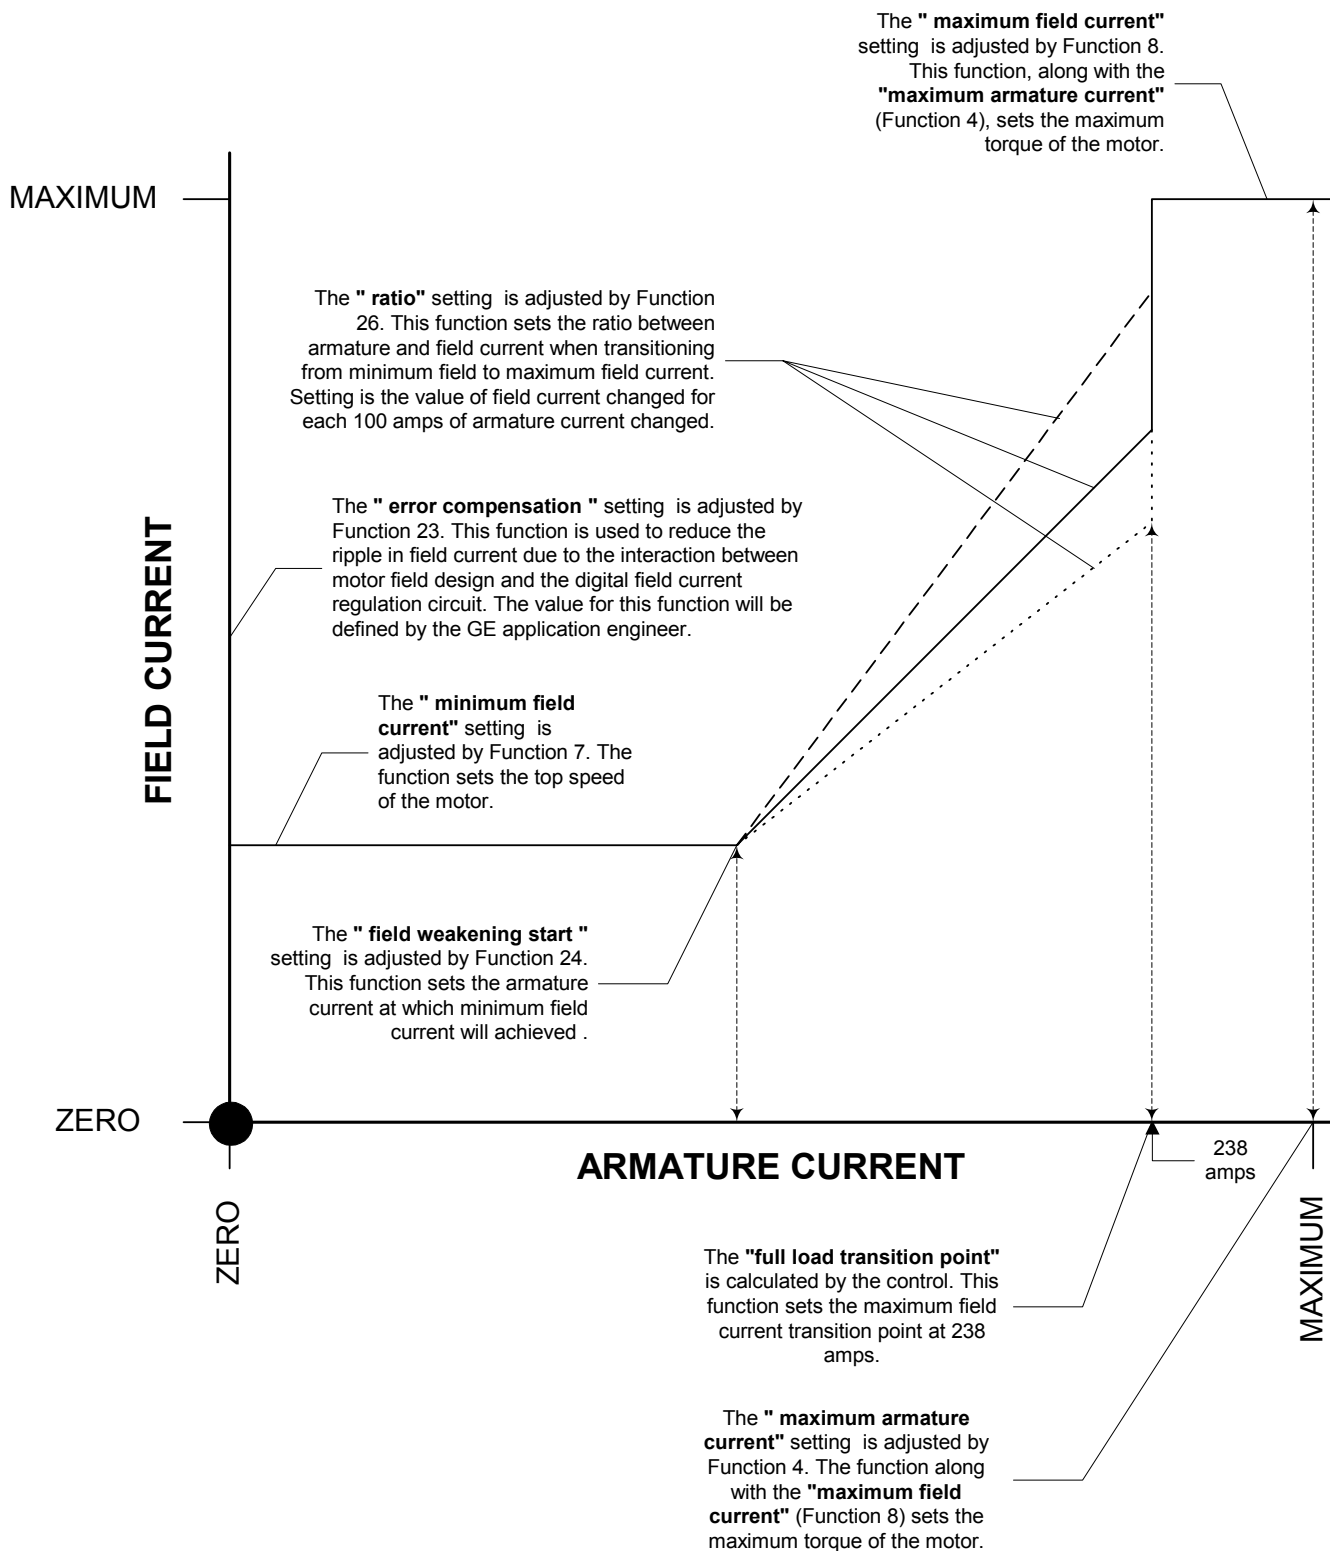 The " maximum field current"
setting is adjusted by Function 8.
This function, along with the
"maximum armature current"
(Function 4), sets the maximum
torque of the motor.
MAXIMUM
The " ratio" setting is adjusted by Function
26. This function sets the ratio between
armature and field current when transitioning
from minimum field to maximum field current.
Setting is the value of field current changed for
each 100 amps of armature current changed.
The " error compensation " setting is adjusted by
Function 23. This function is used to reduce the
ripple in field current due to the interaction between
motor field design and the digital field current
regulation circuit. The value for this function will be
defined by the GE application engineer.
FIELD CURRENT
The " minimum field
current" setting is
adjusted by Function 7. The
function sets the top speed
of the motor.
The " field weakening start "
setting is adjusted by Function 24.
This function sets the armature
current at which minimum field
current will achieved .
ZERO
ARMATURE CURRENT
238
amps
ZERO
MAXIMUM
The "full load transition point"
is calculated by the control. This
function sets the maximum field
current transition point at 238
amps.
The " maximum armature
current" setting is adjusted by
Function 4. The function along
with the "maximum field
current" (Function 8) sets the
maximum torque of the motor.